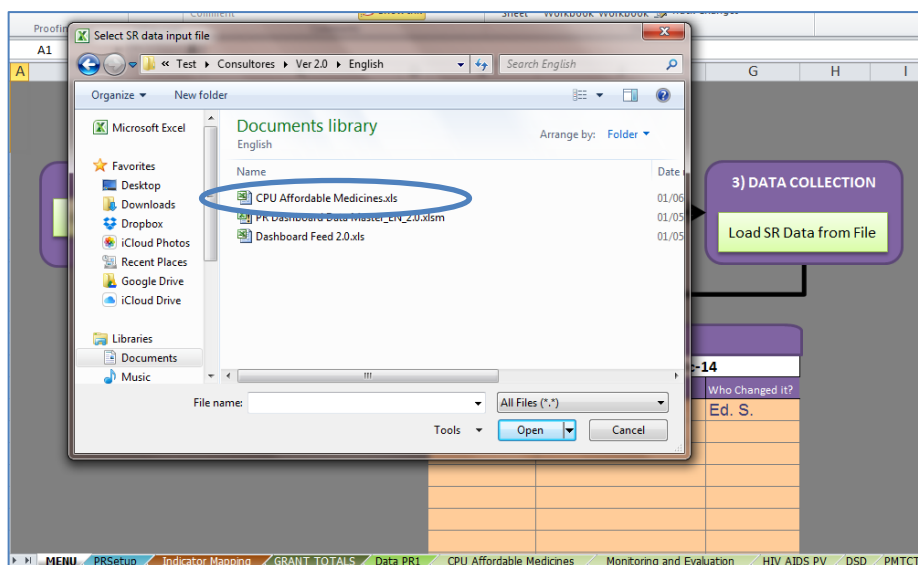 Proofin
A1
Select SR data input file
« Test ▸ Consultores ▸ Ver 2.0 ▸ English
Search English
Organize
New folder
Microsoft Excel
Favorites
Desktop
Downloads
Dropbox
iCloud Photos
Recent Places
Google Drive
iCloud Drive
Libraries
Documents
Music
Documents library
English
Arrange by: Folder
Name
Date
CPU Affordable Medicines.xls 01/06
PR Dashboard Data Master_EN_2.0.xlsm 01/05
Dashboard Feed 2.0.xls 01/05
File name:
All Files (*.*)
Tools
Open
Cancel
A
G H I
3) DATA COLLECTION
Load SR Data from File
-14
Who Changed it?
Ed. S.
MENU PRSetup Indicator Mapping GRANT TOTALS Data PR1 CPU Affordable Medicines Monitoring and Evaluation HIV AIDS PV DSD PMTCT